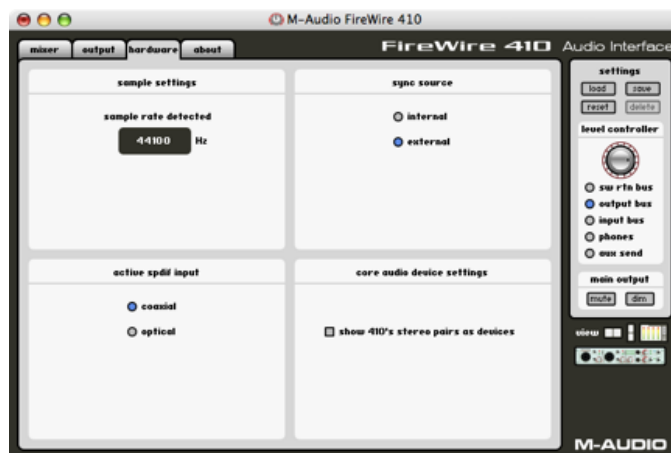 M-Audio FireWire 410
mixer output hardware about
FireWire 410 Audio Interface
sample settings
sample rate detected
44100 Hz
sync source
internal
external
active spdif input
coaxial
optical
core audio device settings
show 410's stereo pairs as devices
settings
load save
reset delete
level controller
sw rtn bus
output bus
input bus
phones
aux send
main output
mute dim
view
M-AUDIO